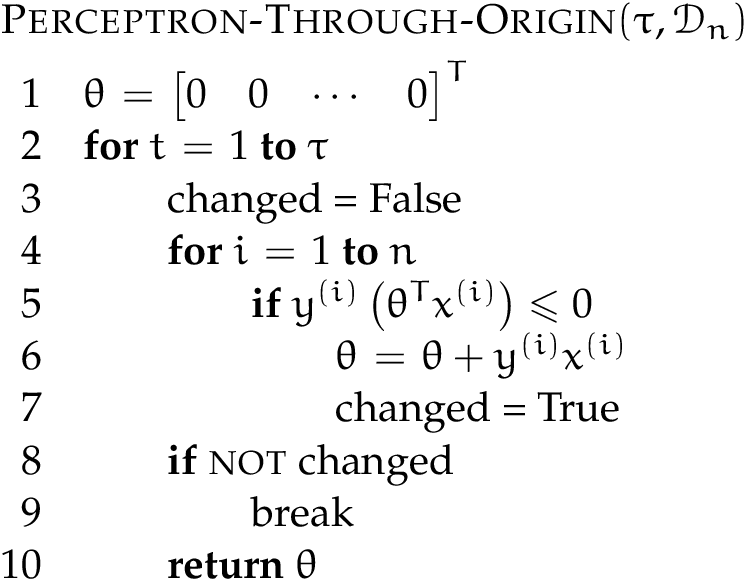 PERCEPTRON-THROUGH-ORIGIN(τ, 𝒟ₙ)
1 θ = [0 0 ⋯ 0]ᵀ
2 for t = 1 to τ
3 changed = False
4 for i = 1 to n
5 if y⁽ⁱ⁾ (θᵀx⁽ⁱ⁾) ⩽ 0
6 θ = θ + y⁽ⁱ⁾x⁽ⁱ⁾
7 changed = True
8 if NOT changed
9 break
10 return θ